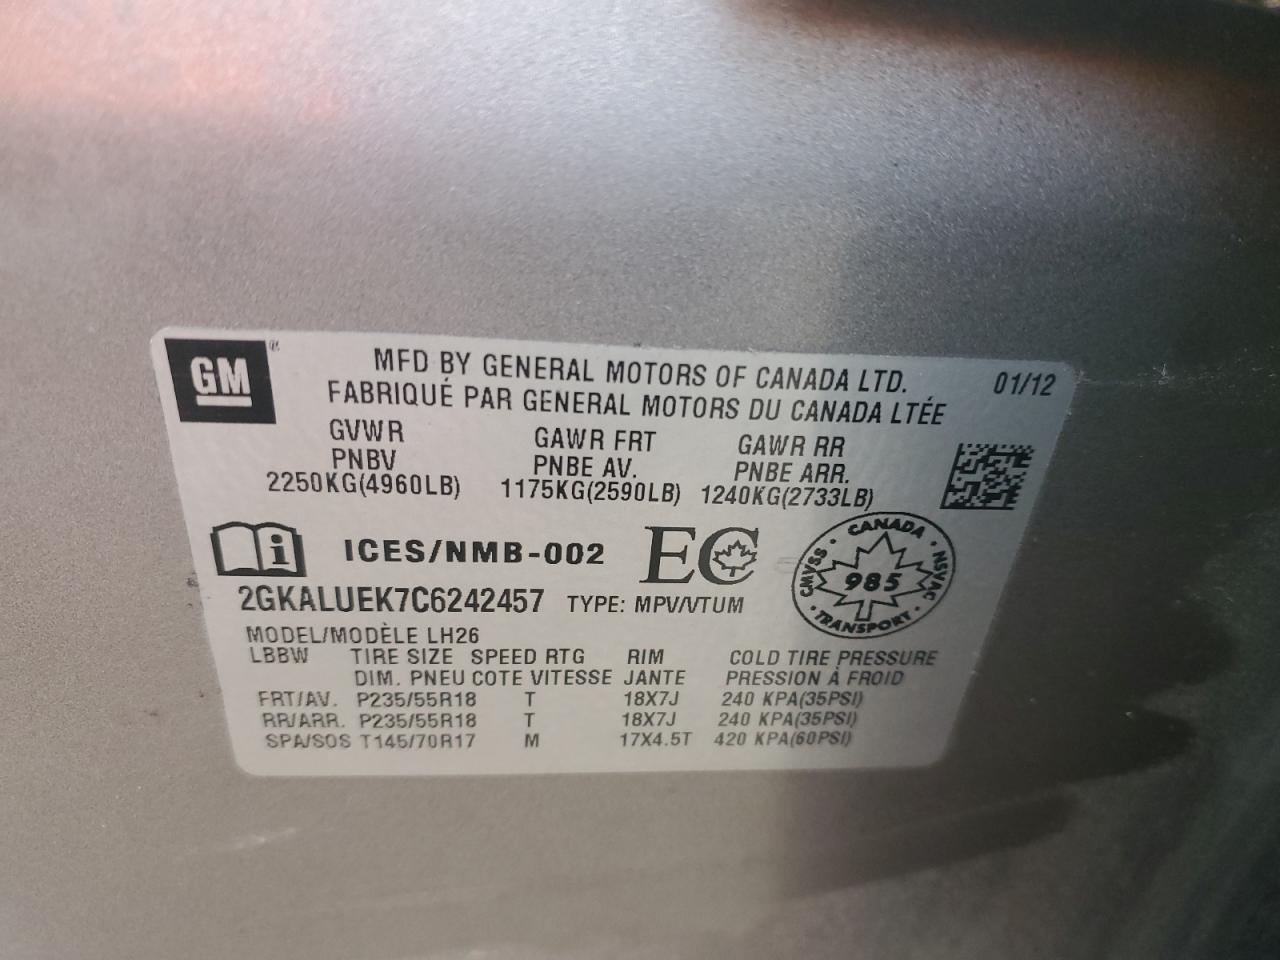 GM ®
MFD BY GENERAL MOTORS OF CANADA LTD. 01/12
FABRIQUÉ PAR GENERAL MOTORS DU CANADA LTÉE
GVWR GAWR FRT GAWR RR
PNBV PNBE AV. PNBE ARR.
2250KG(4960LB) 1175KG(2590LB) 1240KG(2733LB)
i ICES/NMB-002 EC
CANADA · NSVAC · TRANSPORT · CMVSS ·
985
2GKALUEK7C6242457 TYPE: MPV/VTUM
MODEL/MODÈLE LH26
LBBW TIRE SIZE SPEED RTG RIM COLD TIRE PRESSURE
DIM. PNEU COTE VITESSE JANTE PRESSION À FROID
FRT/AV. P235/55R18 T 18X7J 240 KPA(35PSI)
RR/ARR. P235/55R18 T 18X7J 240 KPA(35PSI)
SPA/SOS T145/70R17 M 17X4.5T 420 KPA(60PSI)